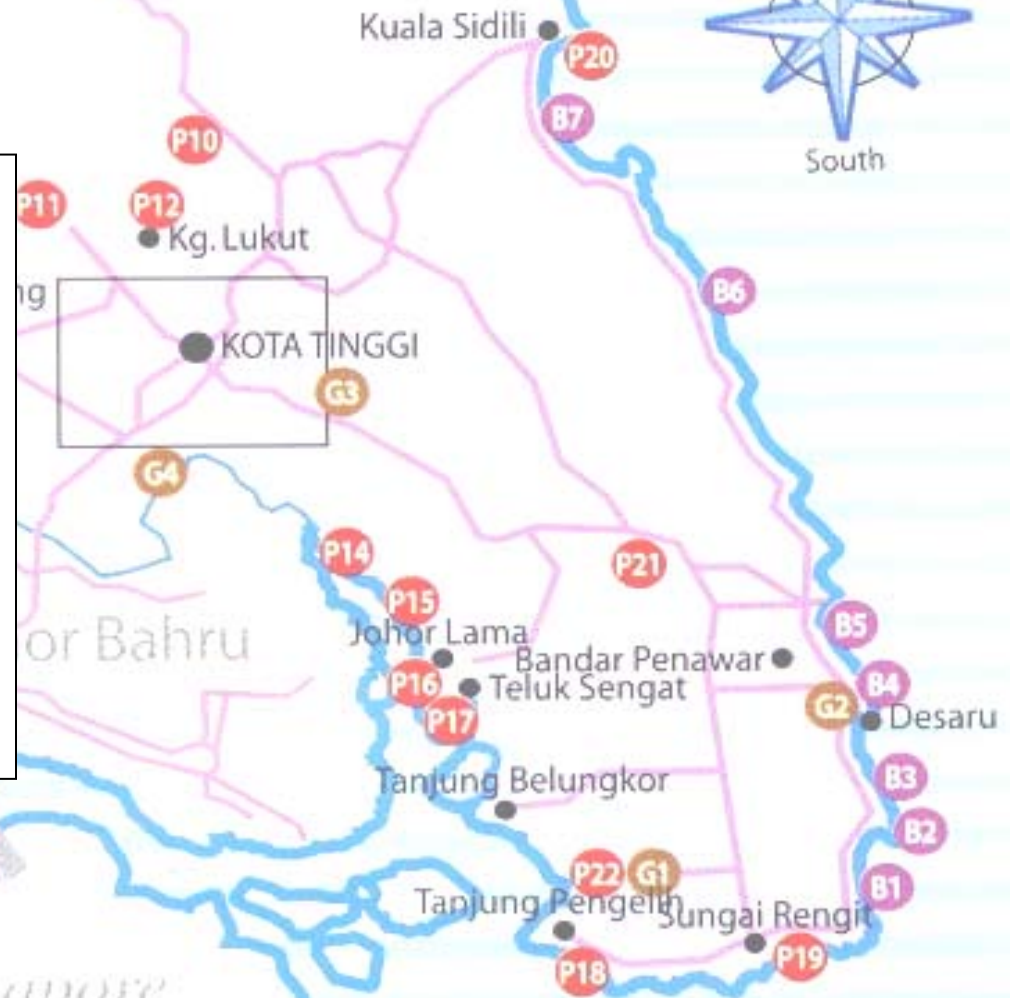 Kuala Sidili
P20
B7
South
P10
P11
P12
Kg. Lukut
ng
B6
KOTA TINGGI
G3
G4
P14
P21
P15
B5
or Bahru
Johor Lama
Bandar Penawar
P16
B4
Teluk Sengat
G2
P17
Desaru
B3
Tanjung Belungkor
B2
P22
G1
B1
Tanjung Pengelih
Sungai Rengit
P18
P19